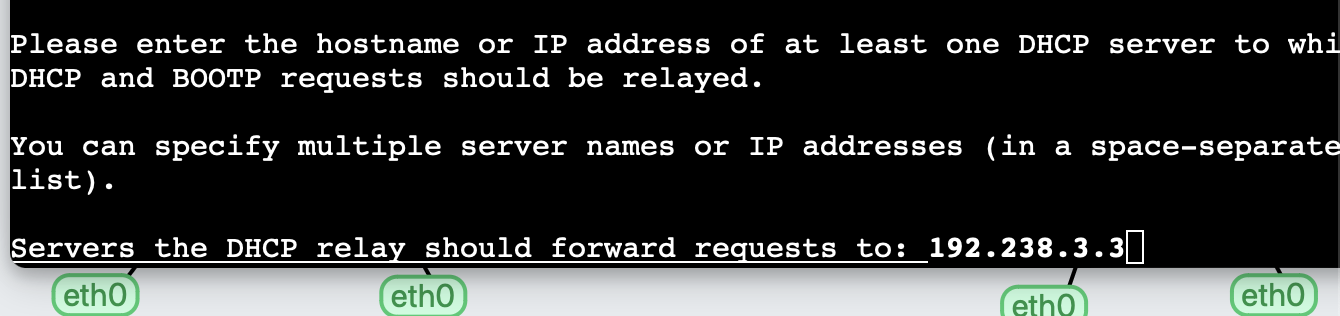 Please enter the hostname or IP address of at least one DHCP server to whi
DHCP and BOOTP requests should be relayed.
You can specify multiple server names or IP addresses (in a space-separate
list).
Servers the DHCP relay should forward requests to: 192.238.3.3
eth0
eth0
eth0
eth0